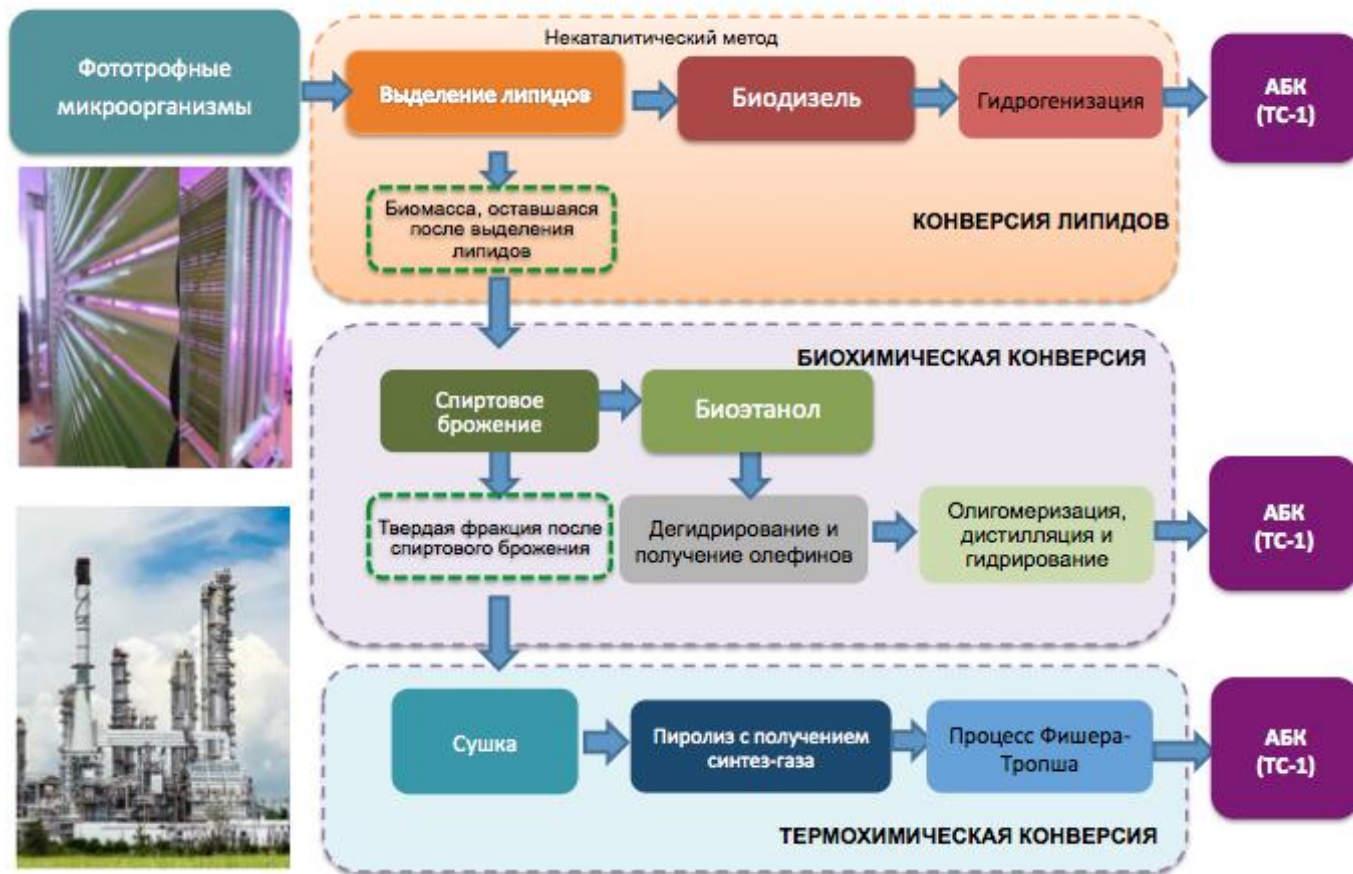 Фототрофные
микроорганизмы
Некаталитический метод
Выделение липидов
Биодизель
Гидрогенизация
АБК
(ТС-1)
Биомасса, оставшаяся
после выделения
липидов
КОНВЕРСИЯ ЛИПИДОВ
БИОХИМИЧЕСКАЯ КОНВЕРСИЯ
Спиртовое
брожение
Биоэтанол
Твердая фракция после
спиртового брожения
Дегидрирование и
получение олефинов
Олигомеризация,
дистилляция и
гидрирование
АБК
(ТС-1)
Сушка
Пиролиз с получением
синтез-газа
Процесс Фишера-
Тропша
АБК
(ТС-1)
ТЕРМОХИМИЧЕСКАЯ КОНВЕРСИЯ